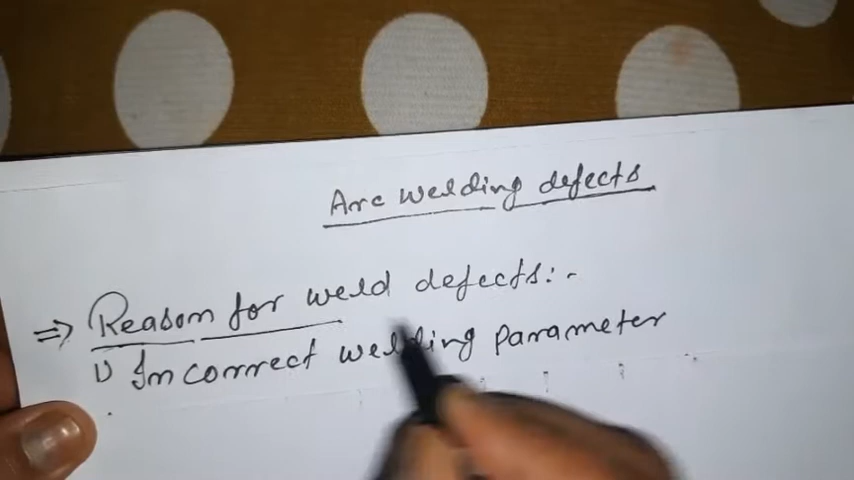 Arc welding defects
⇒ Reason for weld defects:-
1) Incorrect welding parameter